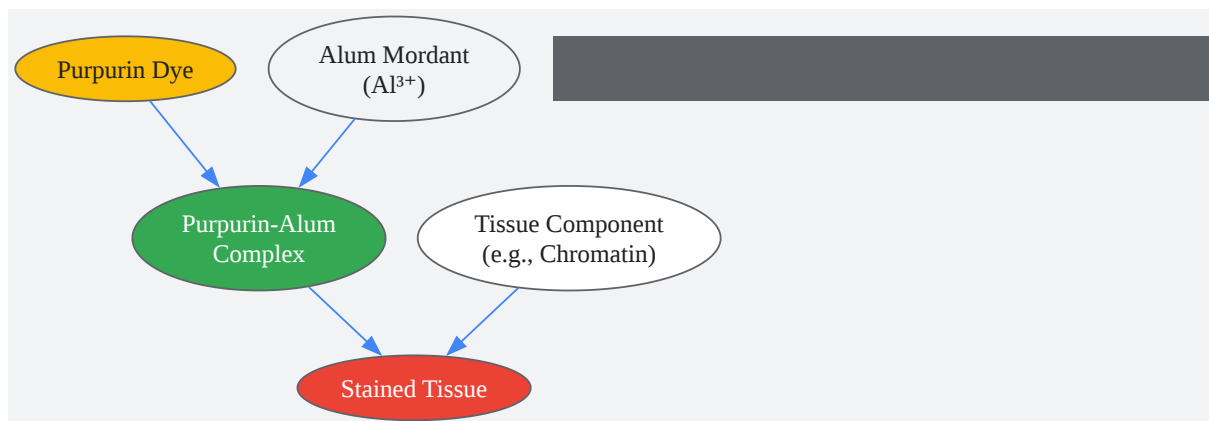 Purpurin Dye
Alum Mordant
(Al³⁺)
Purpurin-Alum
Complex
Tissue Component
(e.g., Chromatin)
Stained Tissue